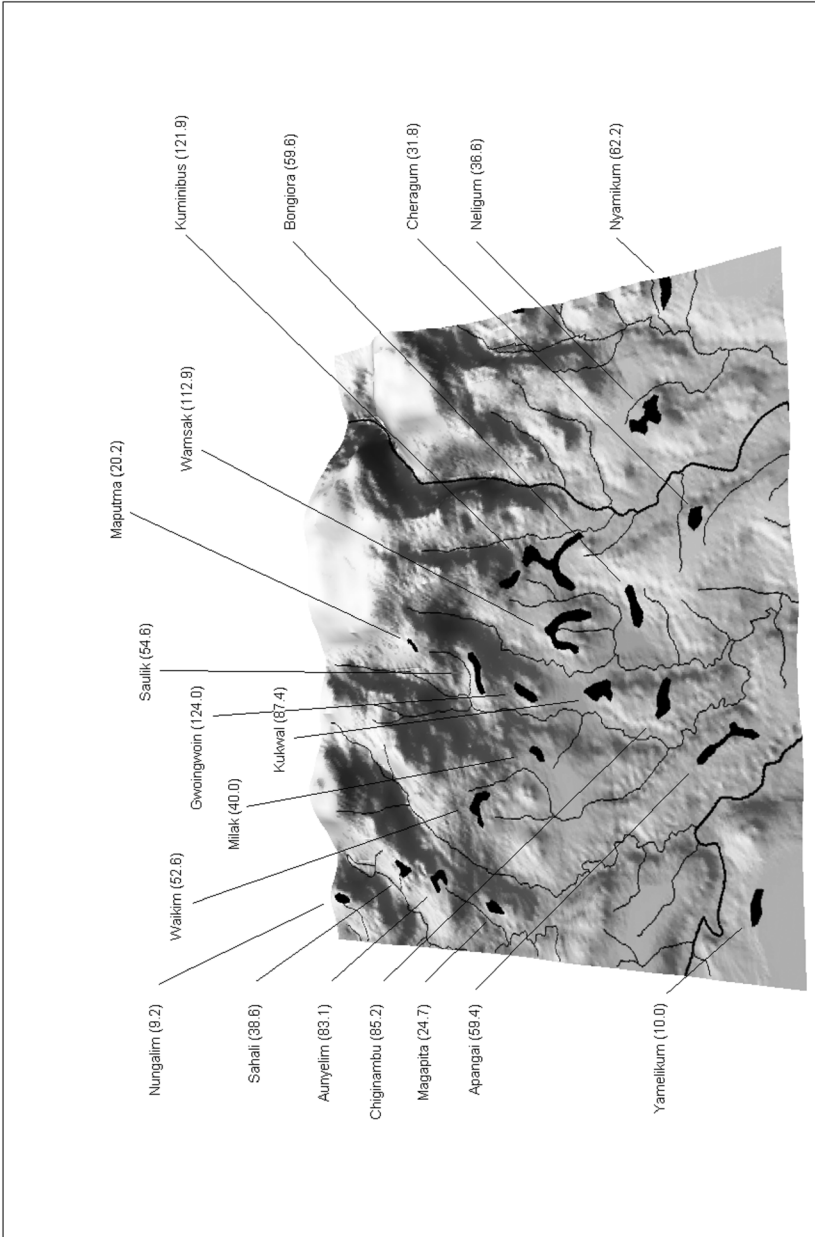 Nungalim (9.2)
Sahali (38.6)
Aunyelim (83.1)
Chiginambu (85.2)
Magapita (24.7)
Apangai (59.4)
Yamelikum (10.0)
Waikim (52.6)
Milak (40.0)
Kukwal (87.4)
Gwoingwoin (124.0)
Saulik (54.6)
Maputma (20.2)
Wamsak (112.9)
Kuminibus (121.9)
Bongiora (59.6)
Cheragum (31.8)
Neligum (36.6)
Nyamikum (62.2)